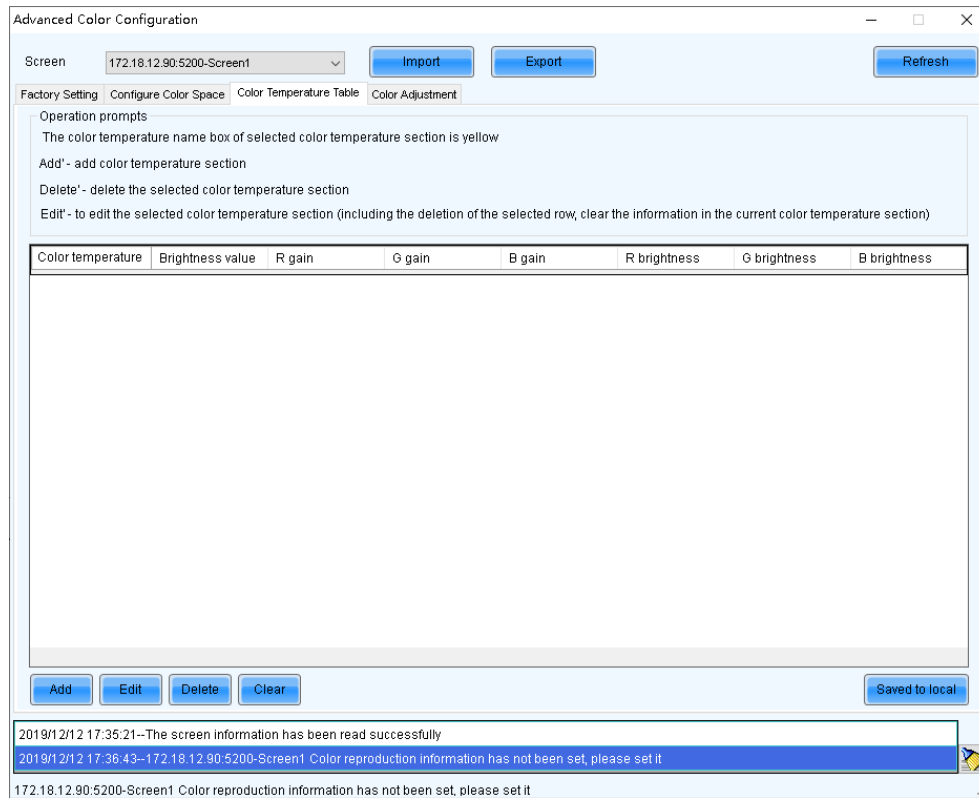 Advanced Color Configuration
Screen 172.18.12.90:5200-Screen1 Import Export Refresh
Factory Setting Configure Color Space Color Temperature Table Color Adjustment
Operation prompts
The color temperature name box of selected color temperature section is yellow
Add' - add color temperature section
Delete' - delete the selected color temperature section
Edit' - to edit the selected color temperature section (including the deletion of the selected row, clear the information in the current color temperature section)
Color temperature Brightness value R gain G gain B gain R brightness G brightness B brightness
Add Edit Delete Clear Saved to local
2019/12/12 17:35:21--The screen information has been read successfully
2019/12/12 17:36:43--172.18.12.90:5200-Screen1 Color reproduction information has not been set, please set it
172.18.12.90:5200-Screen1 Color reproduction information has not been set, please set it